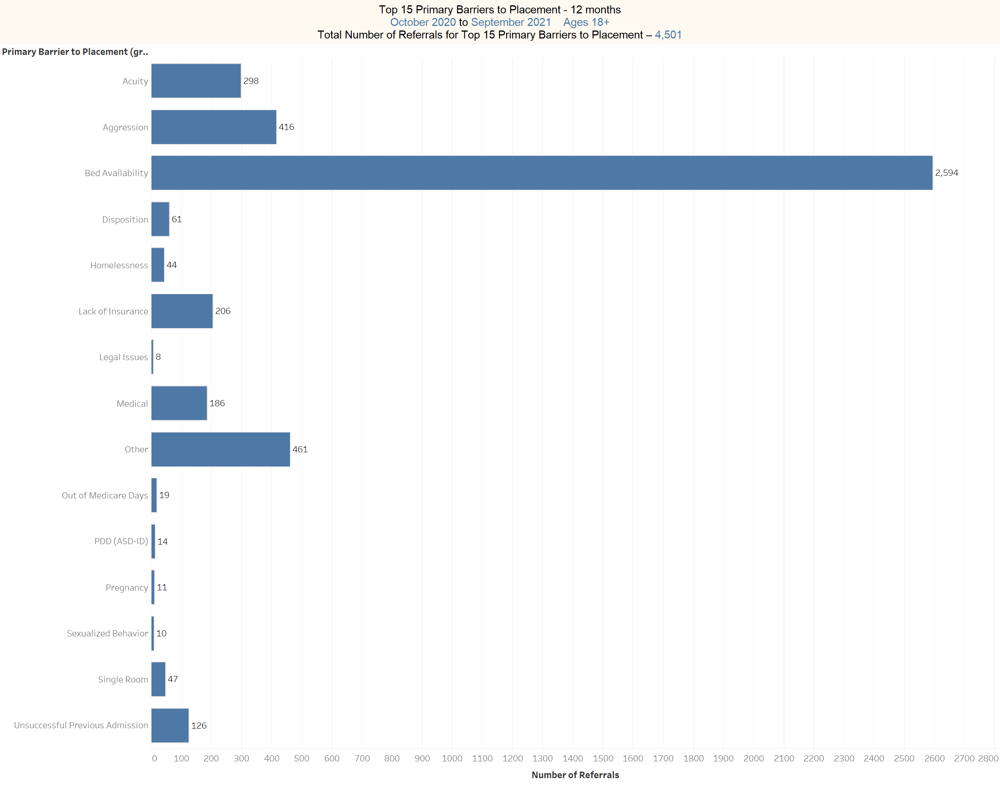 Top 15 Primary Barriers to Placement - 12 months
October 2020 to September 2021 Ages 18+
Total Number of Referrals for Top 15 Primary Barriers to Placement – 4,501
Primary Barrier to Placement (gr..
Acuity 298
Aggression 416
Bed Availability 2,594
Disposition 61
Homelessness 44
Lack of Insurance 206
Legal Issues 8
Medical 186
Other 461
Out of Medicare Days 19
PDD (ASD-ID) 14
Pregnancy 11
Sexualized Behavior 10
Single Room 47
Unsuccessful Previous Admission 126
0 100 200 300 400 500 600 700 800 900 1000 1100 1200 1300 1400 1500 1600 1700 1800 1900 2000 2100 2200 2300 2400 2500 2600 2700 2800
Number of Referrals